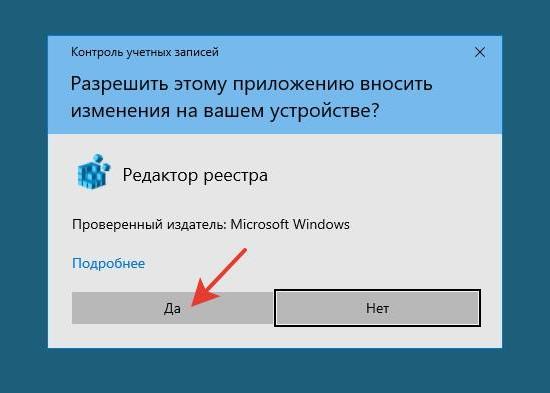 Контроль учетных записей
Разрешить этому приложению вносить
изменения на вашем устройстве?
Редактор реестра
Проверенный издатель: Microsoft Windows
Подробнее
Да
Нет